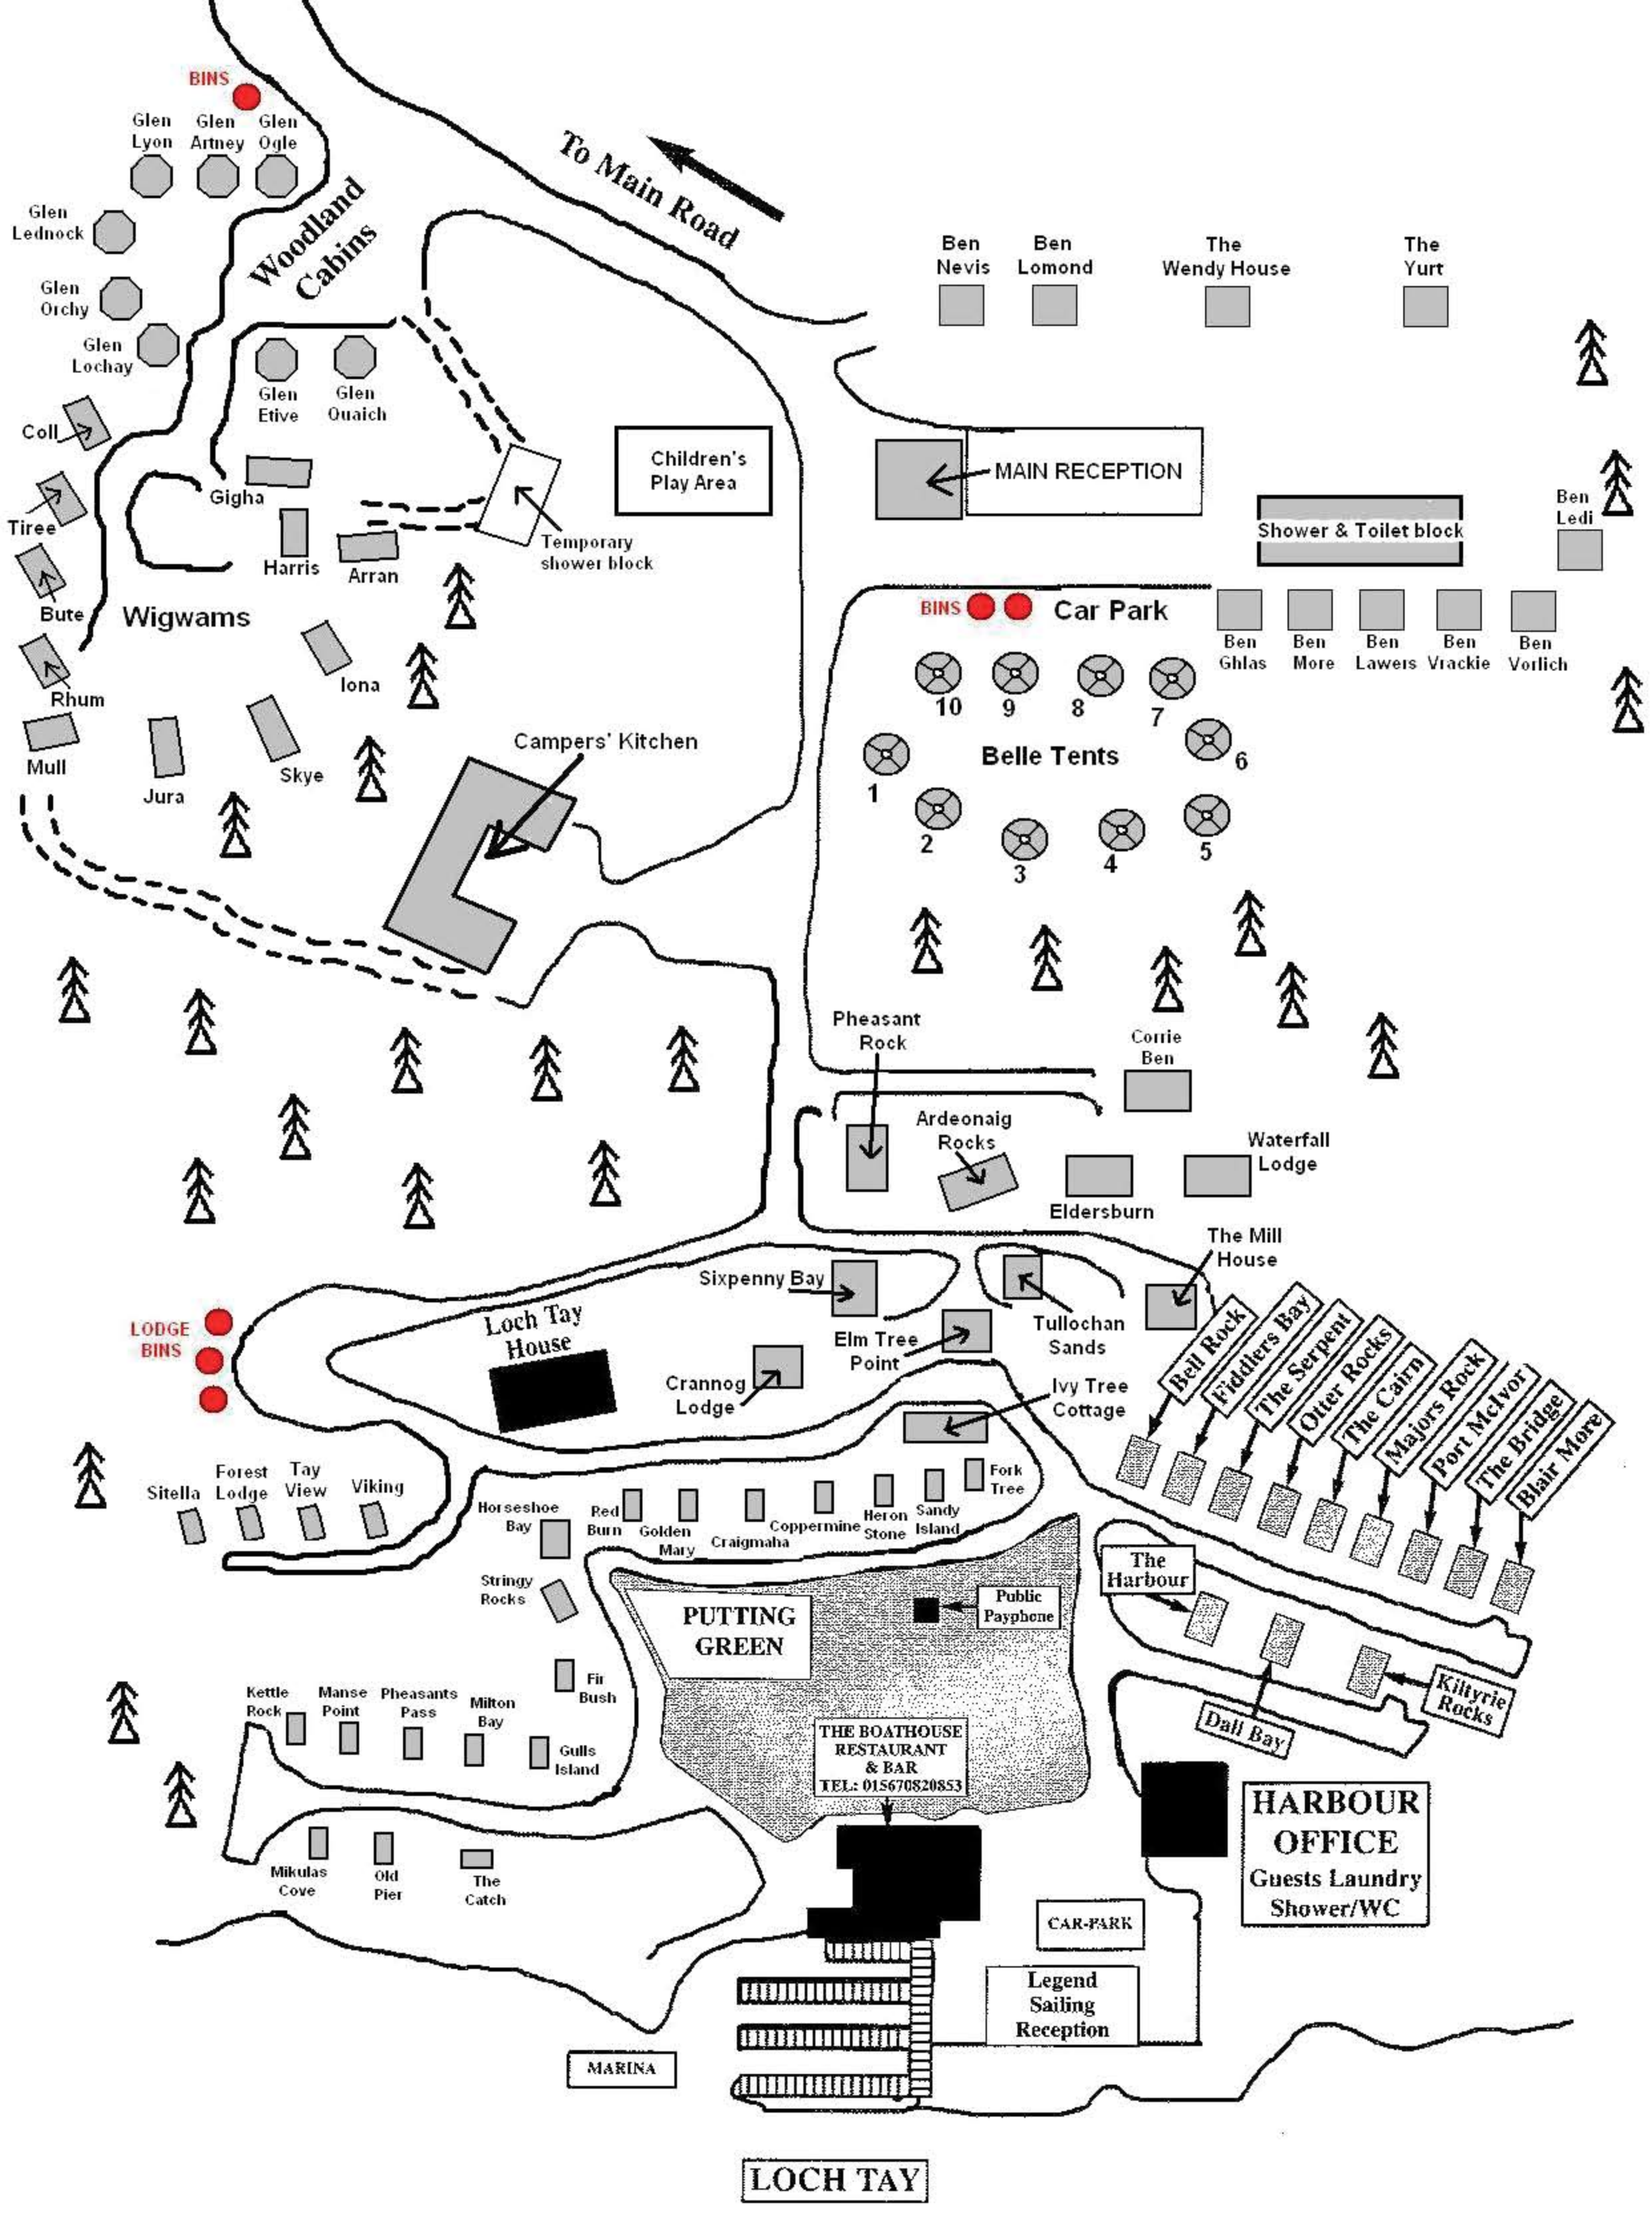 BINS
Glen
Lyon
Glen
Artney
Glen
Ogle
Glen
Lednock
Glen
Orchy
Glen
Lochay
Woodland
Cabins
To Main Road
Ben
Nevis
Ben
Lomond
The
Wendy House
The
Yurt
Glen
Etive
Glen
Quaich
Coll
Tiree
Bute
Rhum
Mull
Gigha
Harris
Arran
Wigwams
Iona
Skye
Jura
Temporary
shower block
Children's
Play Area
MAIN RECEPTION
Shower & Toilet block
Ben
Ledi
BINS
Car Park
Ben
Ghlas
Ben
More
Ben
Lawers
Ben
Vrackie
Ben
Vorlich
10
9
8
7
6
Belle Tents
1
2
3
4
5
Campers' Kitchen
Pheasant
Rock
Corrie
Ben
Ardeonaig
Rocks
Waterfall
Lodge
Eldersburn
The Mill
House
Sixpenny Bay
Tullochan
Sands
Elm Tree
Point
Loch Tay
House
Crannog
Lodge
Ivy Tree
Cottage
LODGE
BINS
Bell Rock
Fiddlers Bay
The Serpent
Otter Rocks
The Cairn
Majors Rock
Port McIvor
The Bridge
Blair More
Sitella
Forest
Lodge
Tay
View
Viking
Horseshoe
Bay
Red
Burn
Golden
Mary
Craigmaha
Coppermine
Heron
Stone
Sandy
Island
Fork
Tree
Stringy
Rocks
Fir
Bush
PUTTING
GREEN
Public
Payphone
The
Harbour
Dall Bay
Kiltyrie
Rocks
Kettle
Rock
Manse
Point
Pheasants
Pass
Milton
Bay
Gulls
Island
THE BOATHOUSE
RESTAURANT
& BAR
TEL: 015670820853
HARBOUR
OFFICE
Guests Laundry
Shower/WC
Mikulas
Cove
Old
Pier
The
Catch
CAR-PARK
Legend
Sailing
Reception
MARINA
LOCH TAY